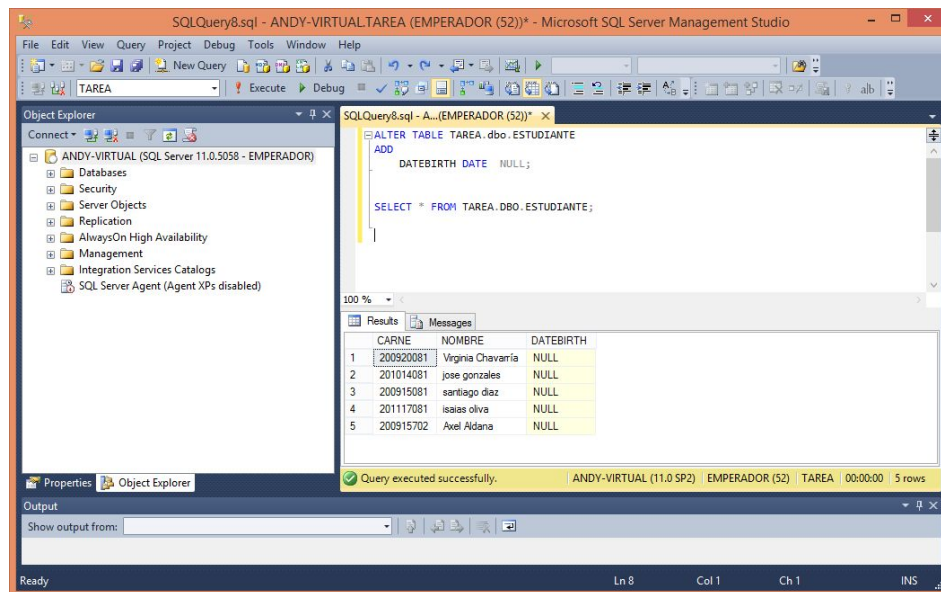 SQLQuery8.sql - ANDY-VIRTUAL.TAREA (EMPERADOR (52))* - Microsoft SQL Server Management Studio
File Edit View Query Project Debug Tools Window Help
New Query
TAREA Execute Debug
Object Explorer
Connect
ANDY-VIRTUAL (SQL Server 11.0.5058 - EMPERADOR)
Databases
Security
Server Objects
Replication
AlwaysOn High Availability
Management
Integration Services Catalogs
SQL Server Agent (Agent XPs disabled)
Properties Object Explorer
SQLQuery8.sql - A...(EMPERADOR (52))*
ALTER TABLE TAREA.dbo.ESTUDIANTE
ADD
DATEBIRTH DATE NULL;
SELECT * FROM TAREA.DBO.ESTUDIANTE;
100 %
Results Messages
CARNE NOMBRE DATEBIRTH
1 200920081 Virginia Chavarría NULL
2 201014081 jose gonzales NULL
3 200915081 santiago diaz NULL
4 201117081 isaias oliva NULL
5 200915702 Axel Aldana NULL
Query executed successfully. ANDY-VIRTUAL (11.0 SP2) EMPERADOR (52) TAREA 00:00:00 5 rows
Output
Show output from:
Ready Ln 8 Col 1 Ch 1 INS